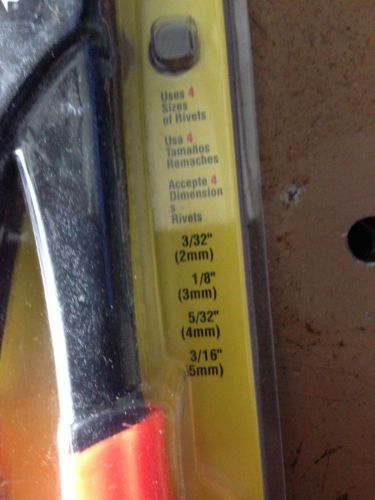 Uses 4
Sizes
of Rivets
Usa 4
Tamaños
Remaches
Accepte 4
Dimension
s
Rivets
3/32"
(2mm)
1/8"
(3mm)
5/32"
(4mm)
3/16"
(5mm)